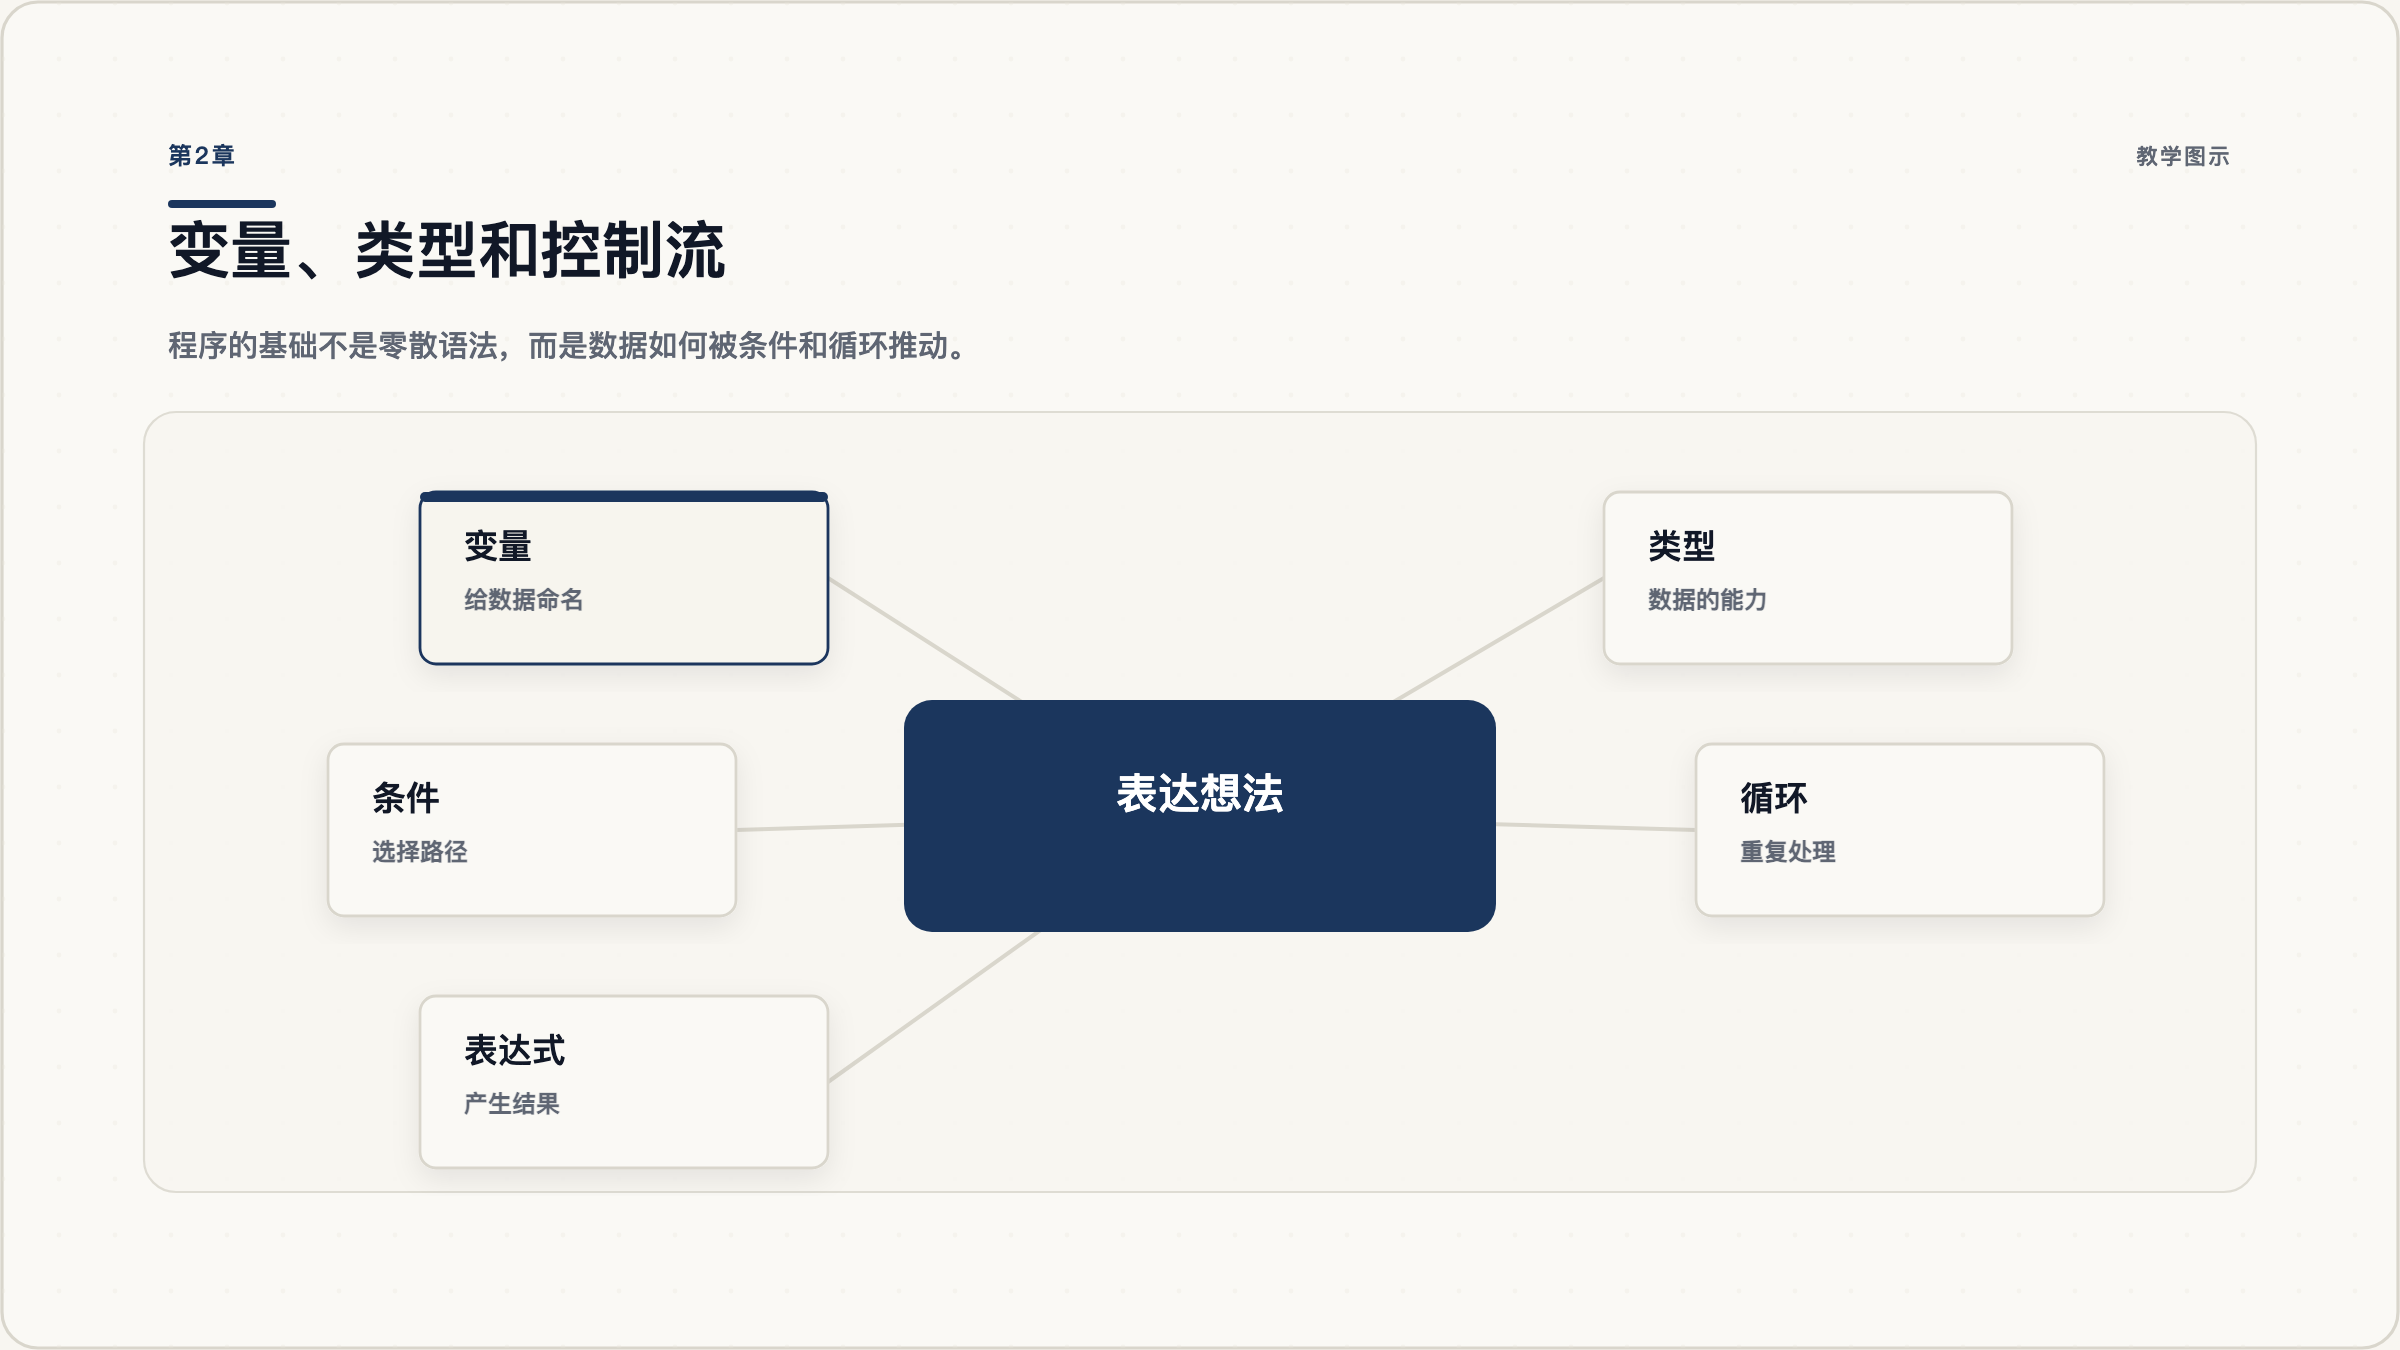 第2章
教学图示
变量、类型和控制流
程序的基础不是零散语法，而是数据如何被条件和循环推动。
变量
给数据命名
类型
数据的能力
表达想法
条件
选择路径
循环
重复处理
表达式
产生结果